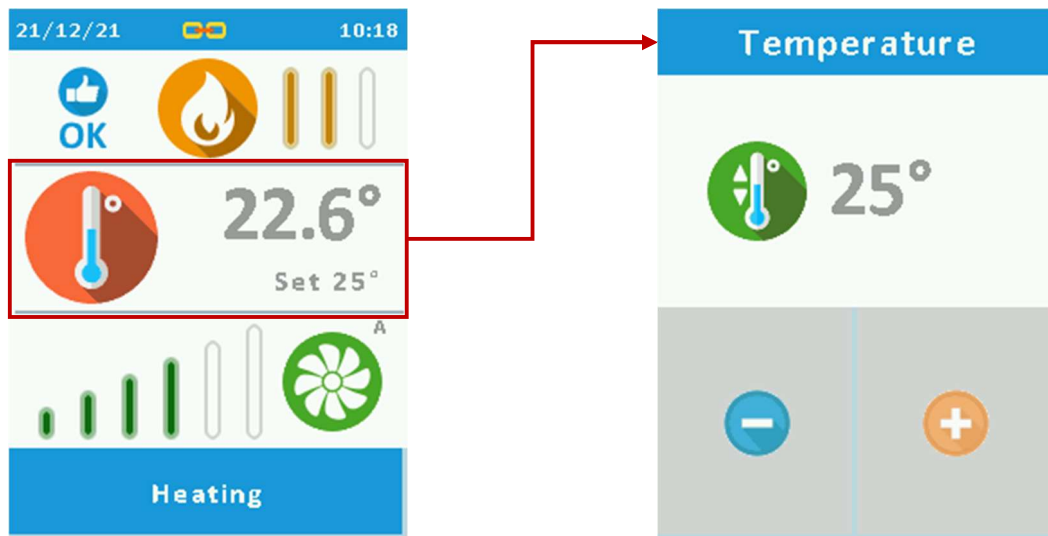 21/12/21 10:18
OK
22.6°
Set 25°
A
Heating
Temperature
25°